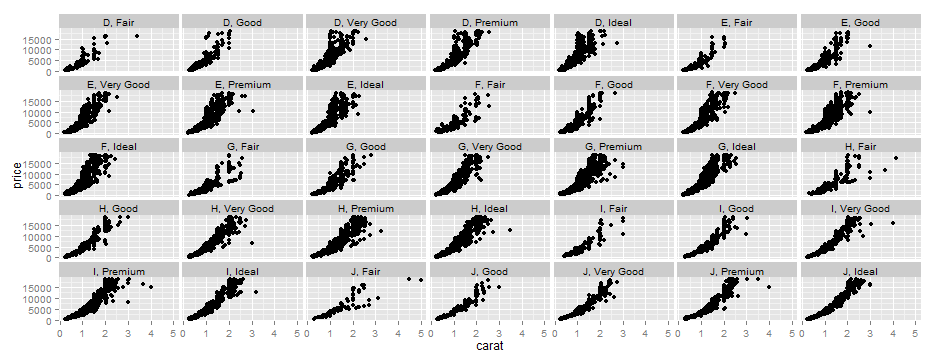 D, Fair D, Good D, Very Good D, Premium D, Ideal E, Fair E, Good
15000
10000
5000
0
E, Very Good E, Premium E, Ideal F, Fair F, Good F, Very Good F, Premium
15000
10000
5000
0
F, Ideal G, Fair G, Good G, Very Good G, Premium G, Ideal H, Fair
15000
10000
5000
0
price
H, Good H, Very Good H, Premium H, Ideal I, Fair I, Good I, Very Good
15000
10000
5000
0
I, Premium I, Ideal J, Fair J, Good J, Very Good J, Premium J, Ideal
15000
10000
5000
0
0 1 2 3 4 5 0 1 2 3 4 5 0 1 2 3 4 5 0 1 2 3 4 5 0 1 2 3 4 5 0 1 2 3 4 5 0 1 2 3 4 5
carat